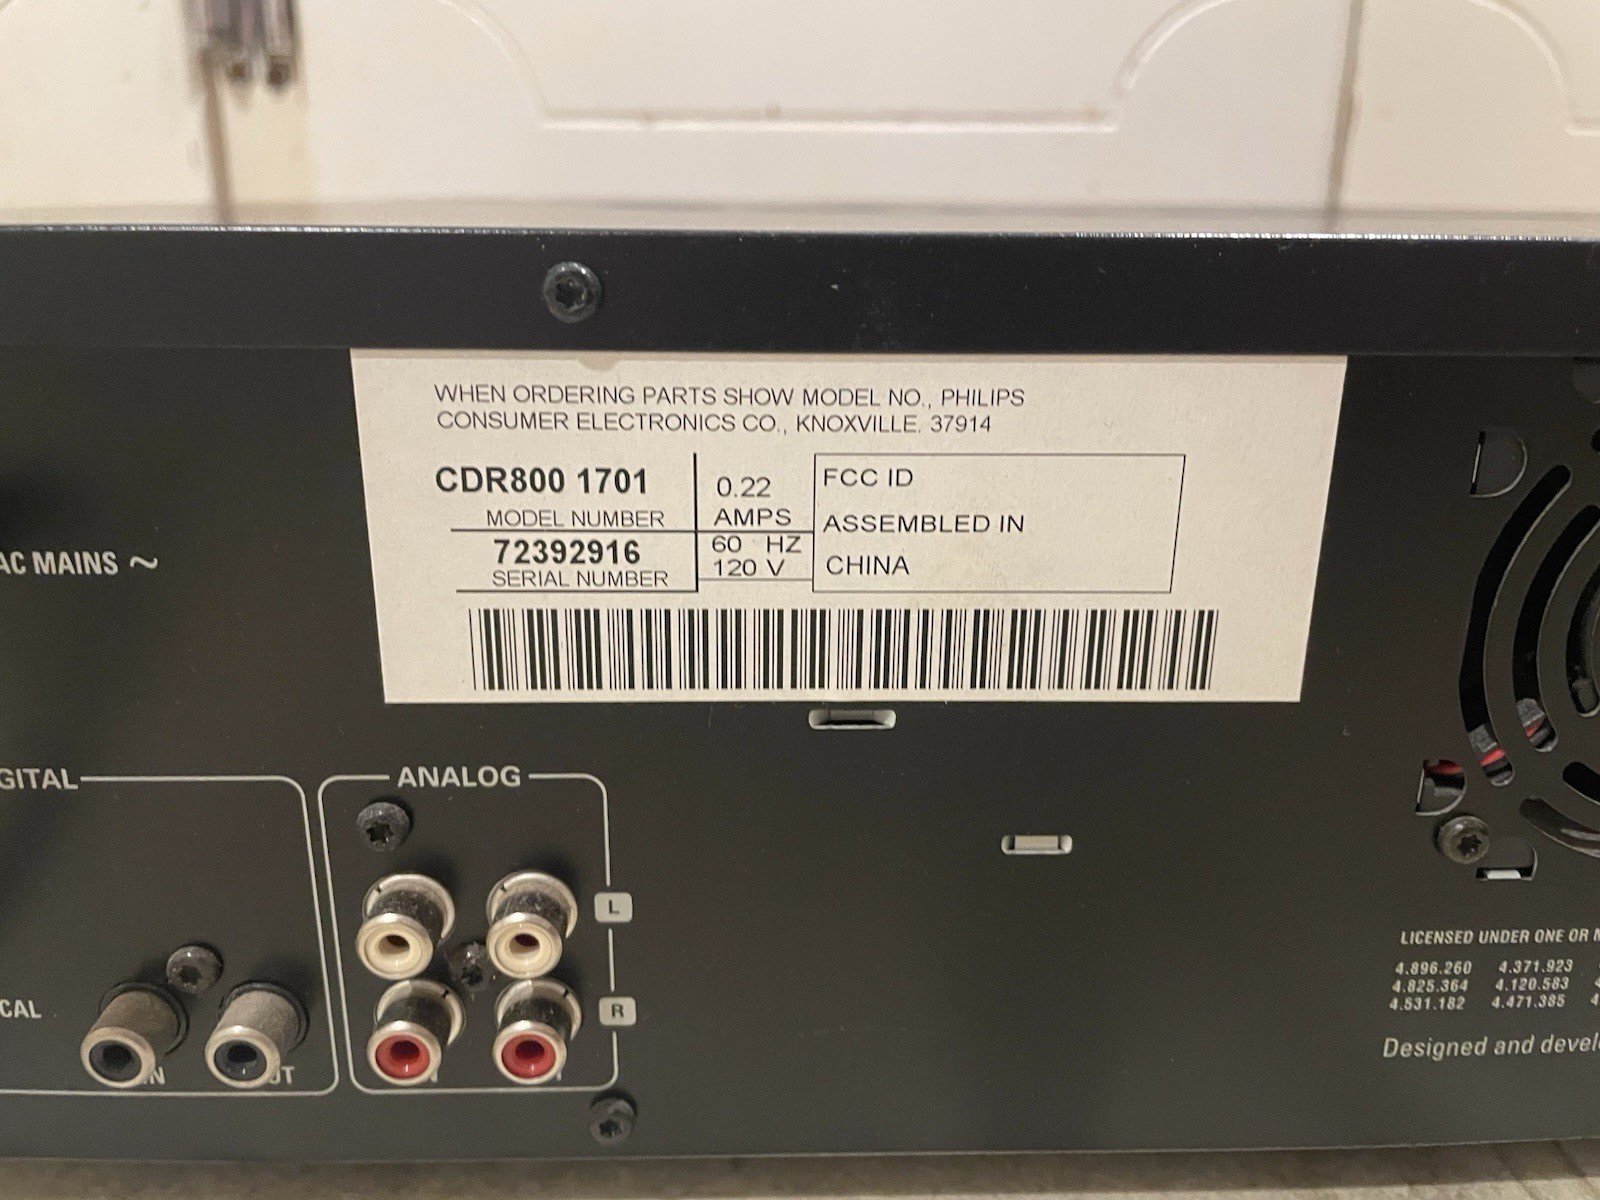 WHEN ORDERING PARTS SHOW MODEL NO., PHILIPS
CONSUMER ELECTRONICS CO., KNOXVILLE, 37914
CDR800 1701
MODEL NUMBER
72392916
SERIAL NUMBER
0.22
AMPS
60 HZ
120 V
FCC ID
ASSEMBLED IN
CHINA
AC MAINS ~
GITAL
ANALOG
L
R
CAL
LICENSED UNDER ONE OR
4.896.260 4.371.923
4.825.364 4.120.583
4.531.182 4.471.385
Designed and devel